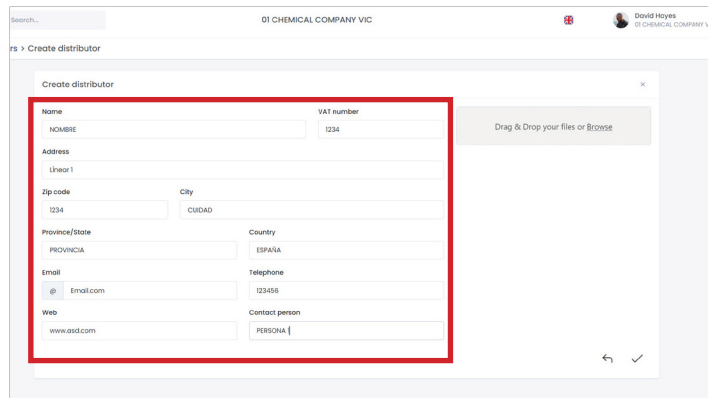 Search...
01 CHEMICAL COMPANY VIC
David Hayes
01 CHEMICAL COMPANY V
rs > Create distributor
Create distributor
×
Name
VAT number
NOMBRE
1234
Drag & Drop your files or Browse
Address
Línear 1
Zip code
City
1234
CUIDAD
Province/State
Country
PROVINCIA
ESPAÑA
Email
Telephone
@ Email.com
123456
Web
Contact person
www.asd.com
PERSONA 1